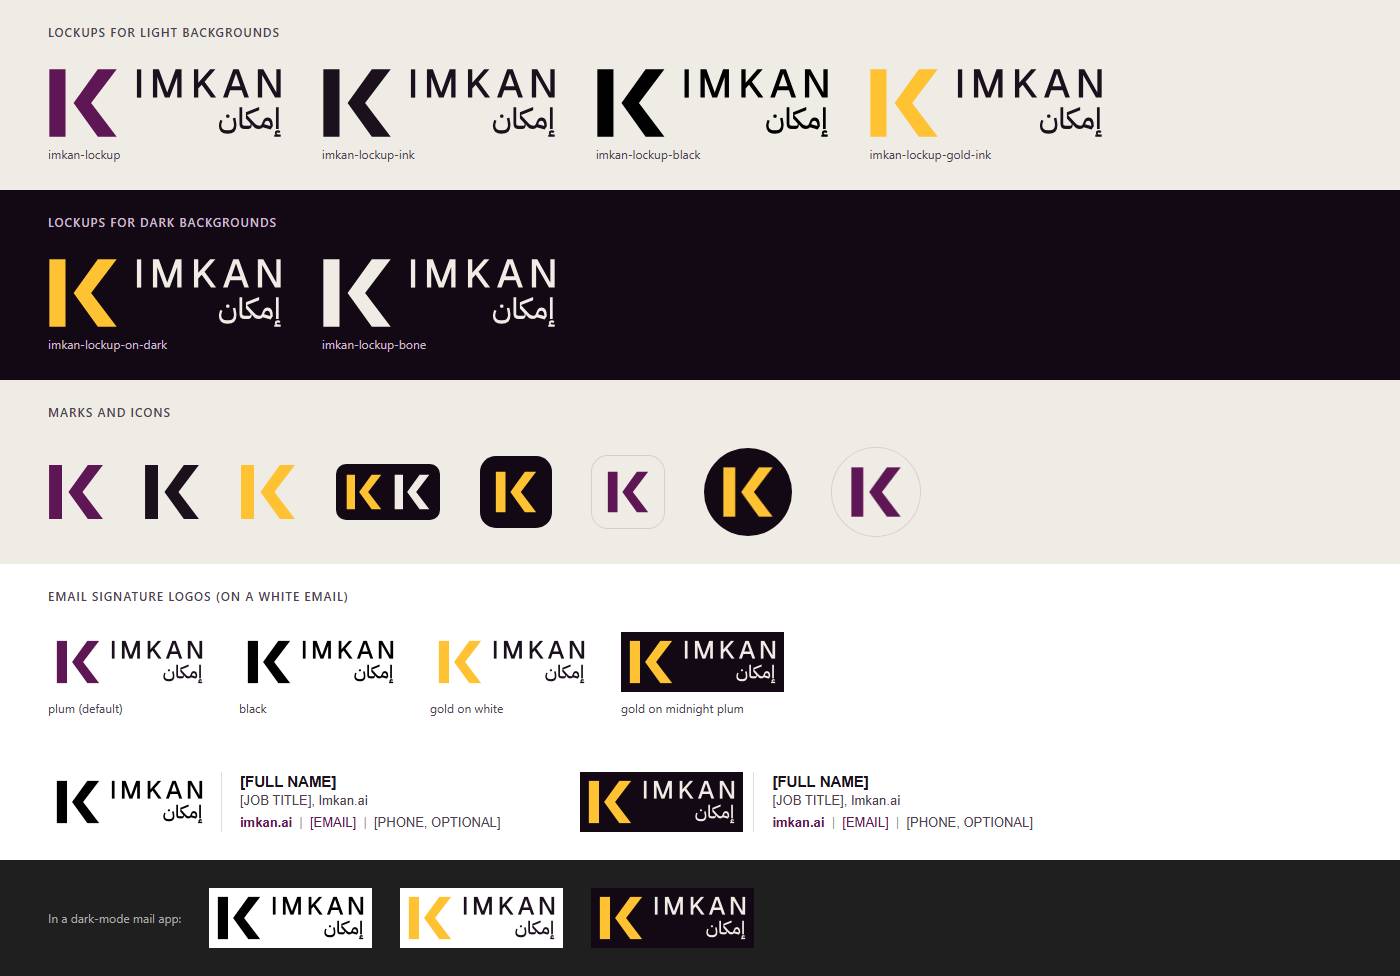 LOCKUPS FOR LIGHT BACKGROUNDS
K IMKAN
إمكان
K IMKAN
إمكان
K IMKAN
إمكان
K IMKAN
إمكان
imkan-lockup
imkan-lockup-ink
imkan-lockup-black
imkan-lockup-gold-ink
LOCKUPS FOR DARK BACKGROUNDS
K IMKAN
إمكان
K IMKAN
إمكان
imkan-lockup-on-dark
imkan-lockup-bone
MARKS AND ICONS
K K K K K K K K K
EMAIL SIGNATURE LOGOS (ON A WHITE EMAIL)
K IMKAN
إمكان
K IMKAN
إمكان
K IMKAN
إمكان
K IMKAN
إمكان
plum (default)
black
gold on white
gold on midnight plum
K IMKAN
إمكان
[FULL NAME]
[JOB TITLE], Imkan.ai
imkan.ai | [EMAIL] | [PHONE, OPTIONAL]
K IMKAN
إمكان
[FULL NAME]
[JOB TITLE], Imkan.ai
imkan.ai | [EMAIL] | [PHONE, OPTIONAL]
In a dark-mode mail app:
K IMKAN
إمكان
K IMKAN
إمكان
K IMKAN
إمكان